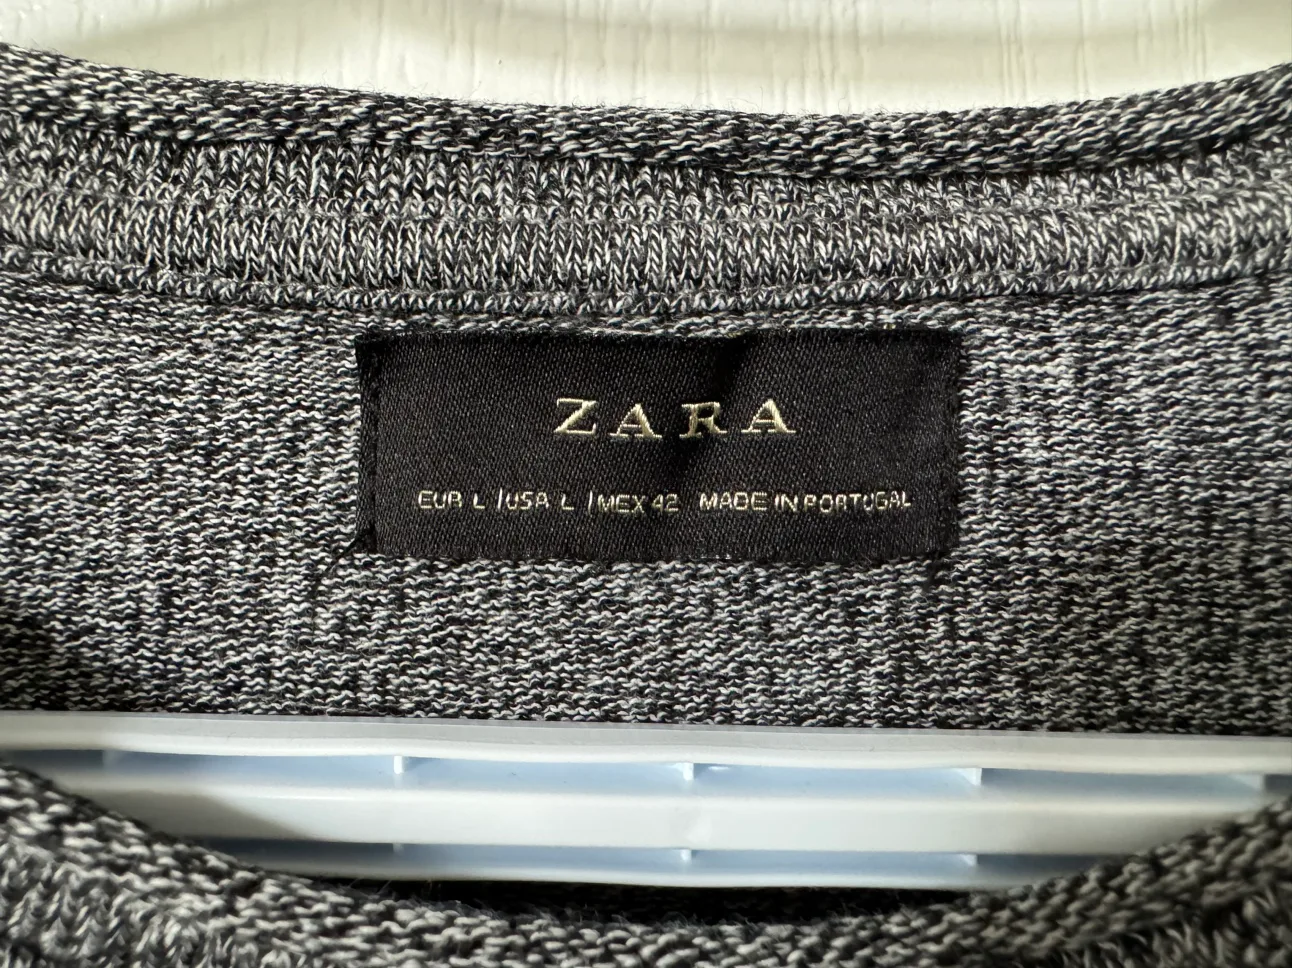 ZARA
EUR L | USA L | MEX 42 MADE IN PORTUGAL